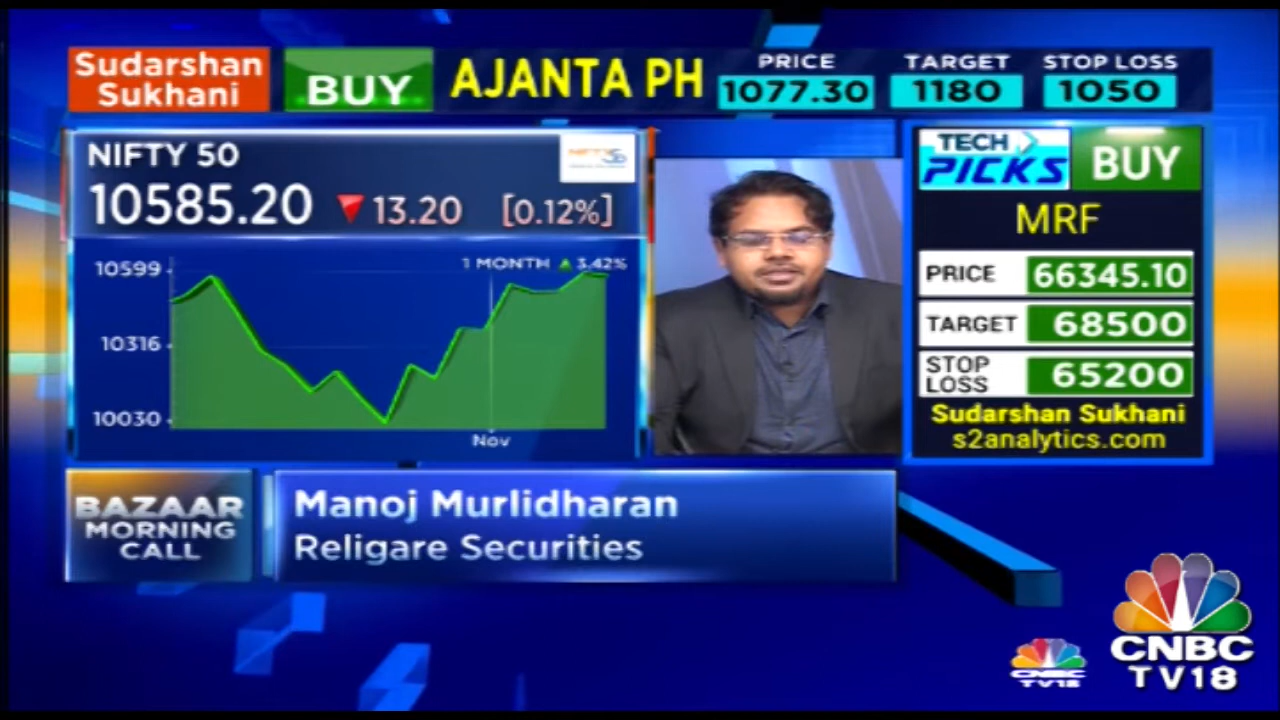 Sudarshan
Sukhani
BUY
AJANTA PH
PRICE
1077.30
TARGET
1180
STOP LOSS
1050
NIFTY 50
10585.20 ▼ 13.20 [0.12%]
1 MONTH ▲ 3.42%
10599
10316
10030
Nov
TECH
PICKS
BUY
MRF
PRICE 66345.10
TARGET 68500
STOP
LOSS
65200
Sudarshan Sukhani
s2analytics.com
BAZAAR
MORNING
CALL
Manoj Murlidharan
Religare Securities
CNBC
TV18
CNBC
TV18